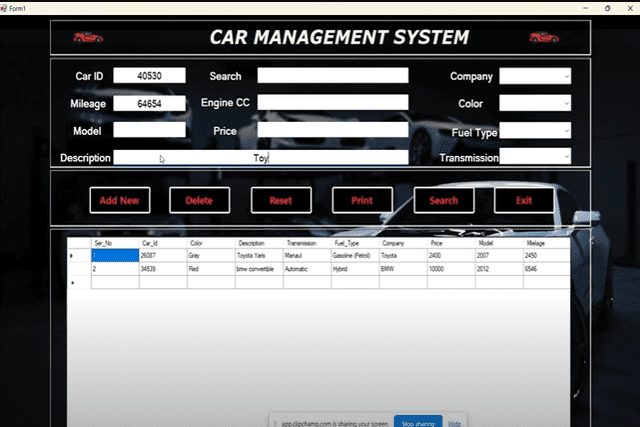 Form1
CAR MANAGEMENT SYSTEM
Car ID 40530 Search Company
Mileage 64654 Engine CC Color
Model Price Fuel Type
Description Toy Transmission
Add New Delete Reset Print Search Exit
Ser_No Car_Id Color Description Transmission Fuel_Type Company Price Model Mielage
1 26087 Gray Toyota Yaris Manaul Gasoline (Petrol) Toyota 2400 2007 2450
2 34539 Red bmw convertible Automatic Hybrid BMW 10000 2012 6546
app.clipchamp.com is sharing your screen. Stop sharing Hide